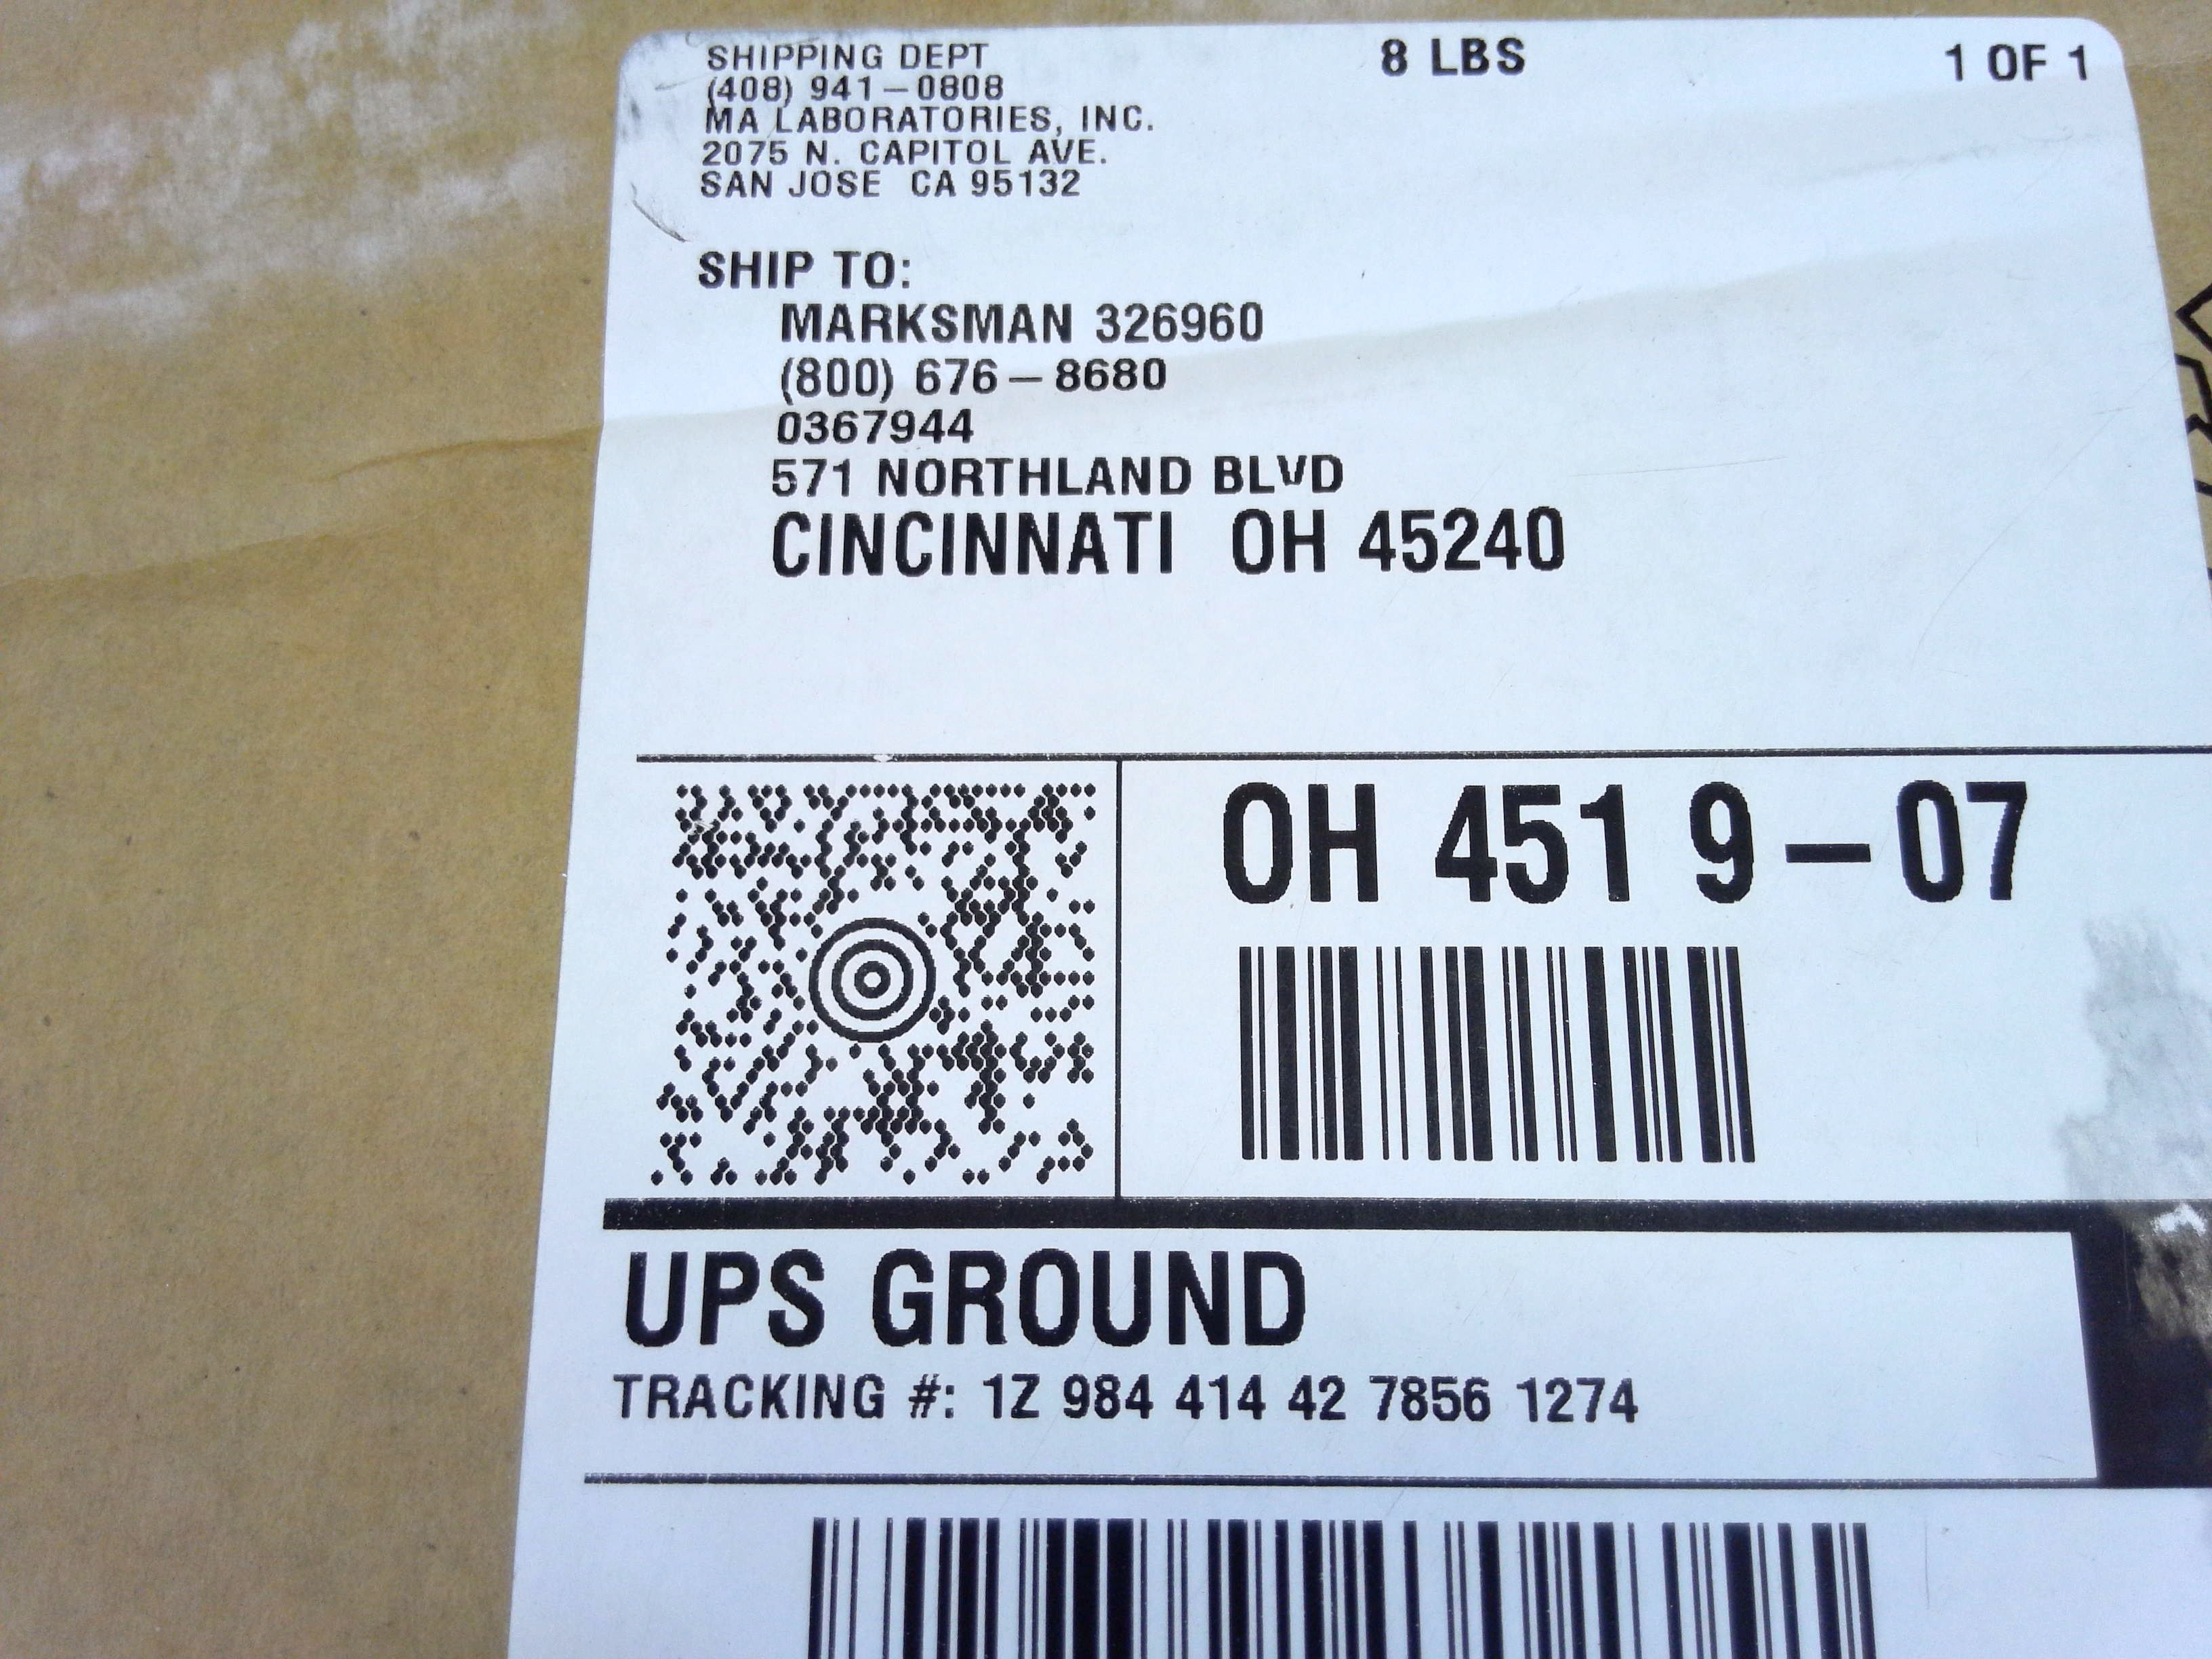 SHIPPING DEPT
8 LBS
1 OF 1
(408) 941-0808
MA LABORATORIES, INC.
2075 N. CAPITOL AVE.
SAN JOSE CA 95132
SHIP TO:
MARKSMAN 326960
(800) 676-8680
0367944
571 NORTHLAND BLVD
CINCINNATI OH 45240
OH 451 9-07
UPS GROUND
TRACKING #: 1Z 984 414 42 7856 1274